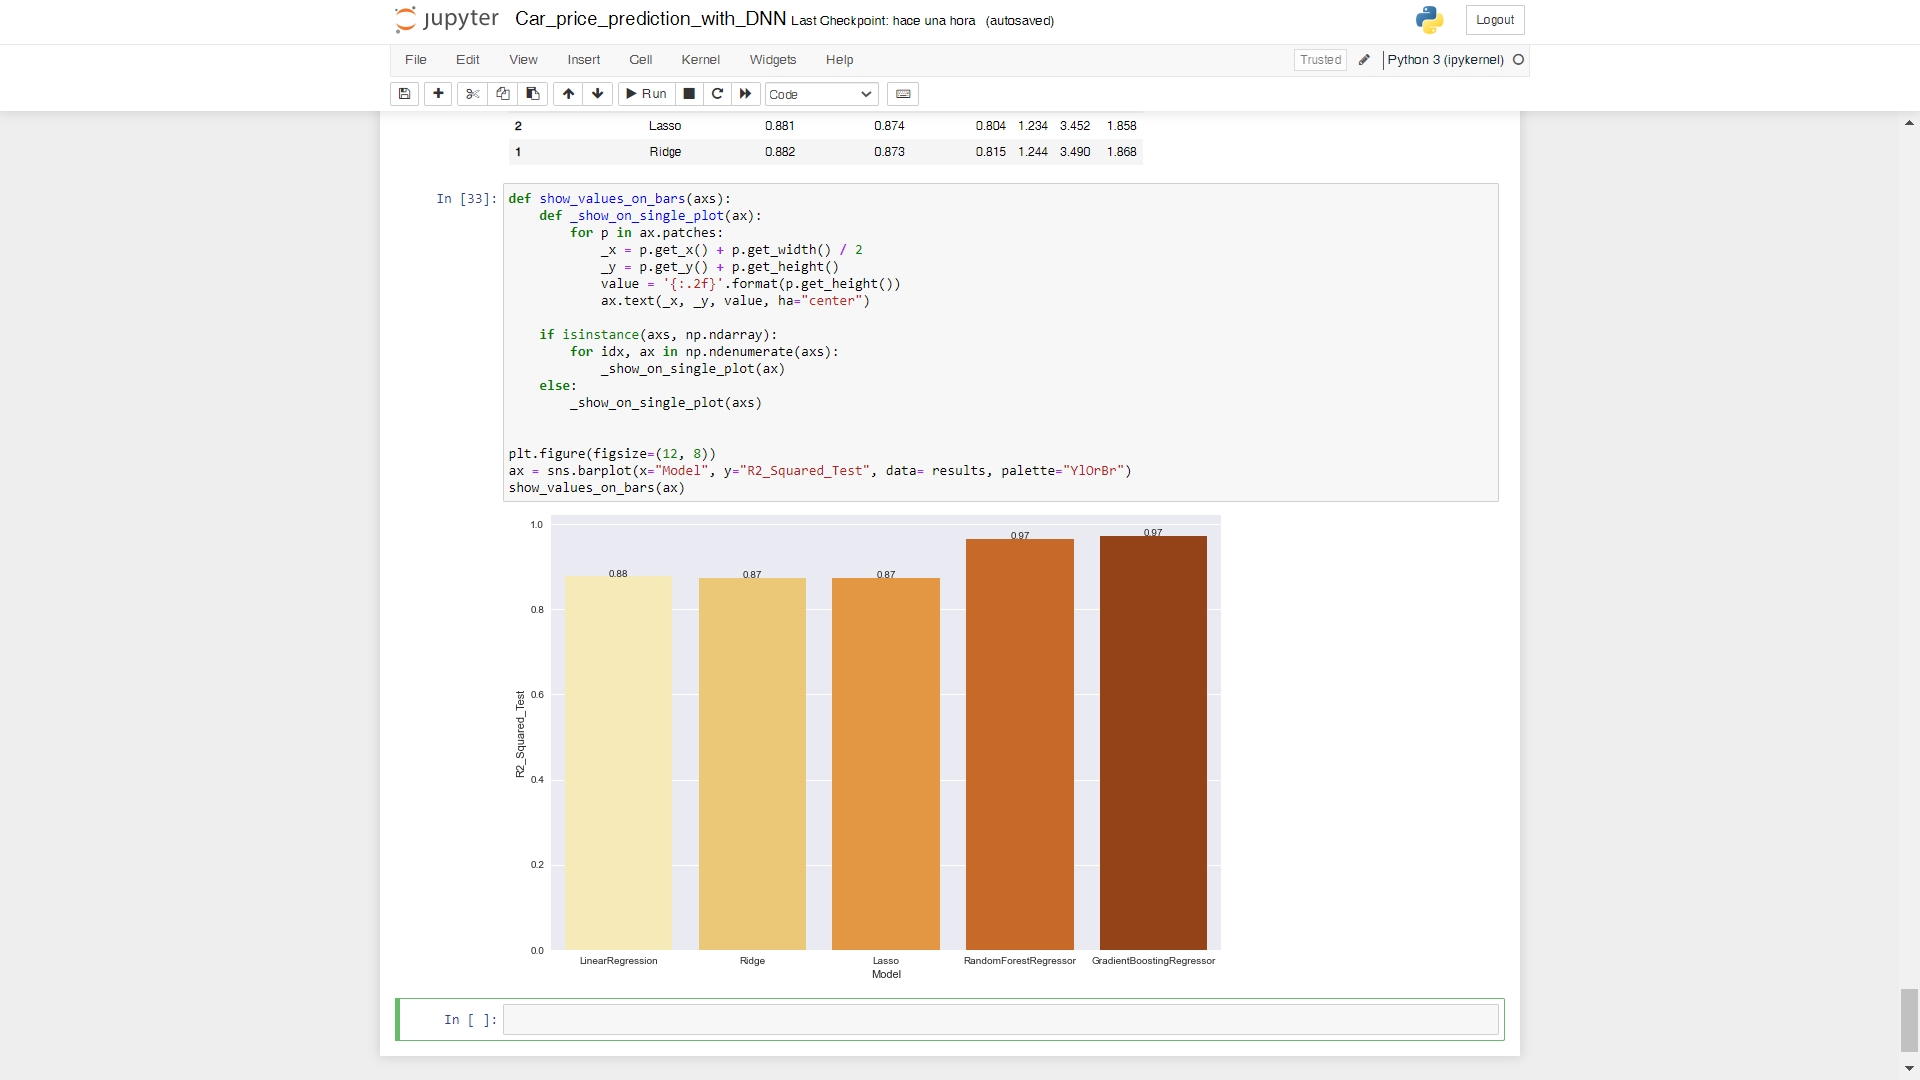 jupyter Car_price_prediction_with_DNN Last Checkpoint: hace una hora (autosaved) Logout
File Edit View Insert Cell Kernel Widgets Help Trusted Python 3 (ipykernel)
Run Code
2 Lasso 0.881 0.874 0.804 1.234 3.452 1.858
1 Ridge 0.882 0.873 0.815 1.244 3.490 1.868
In [33]: def show_values_on_bars(axs):
    def _show_on_single_plot(ax):
        for p in ax.patches:
            _x = p.get_x() + p.get_width() / 2
            _y = p.get_y() + p.get_height()
            value = '{:.2f}'.format(p.get_height())
            ax.text(_x, _y, value, ha="center")
    if isinstance(axs, np.ndarray):
        for idx, ax in np.ndenumerate(axs):
            _show_on_single_plot(ax)
    else:
        _show_on_single_plot(axs)
plt.figure(figsize=(12, 8))
ax = sns.barplot(x="Model", y="R2_Squared_Test", data= results, palette="YlOrBr")
show_values_on_bars(ax)
1.0
0.97 0.97
0.88 0.87 0.87
0.8
0.6
R2_Squared_Test
0.4
0.2
0.0
LinearRegression Ridge Lasso RandomForestRegressor GradientBoostingRegressor
Model
In [ ]: